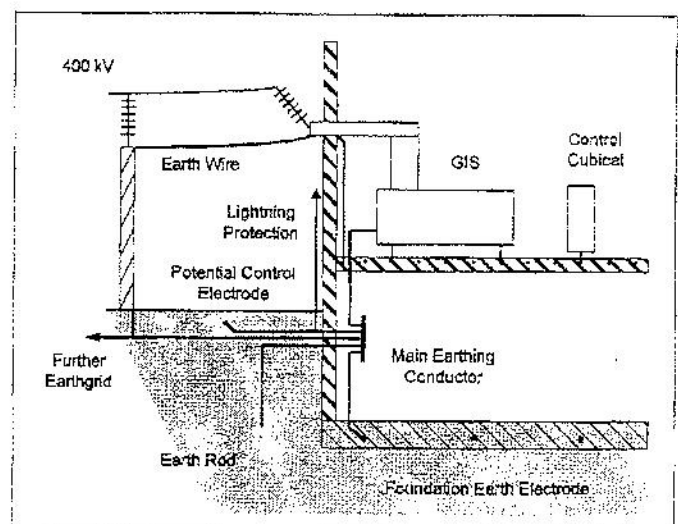 400 kV
Earth Wire
GIS
Control
Cubical
Lightning
Protection
Potential Control
Electrode
Further
Earthgrid
Main Earthing
Conductor
Earth Rod
Foundation Earth Electrode